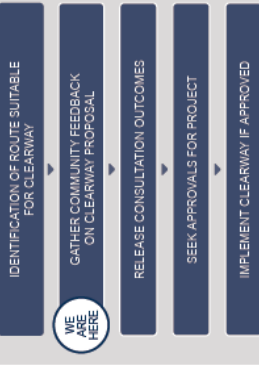 IDENTIFICATION OF ROUTE SUITABLE
FOR CLEARWAY
WE
ARE
HERE
GATHER COMMUNITY FEEDBACK
ON CLEARWAY PROPOSAL
RELEASE CONSULTATION OUTCOMES
SEEK APPROVALS FOR PROJECT
IMPLEMENT CLEARWAY IF APPROVED